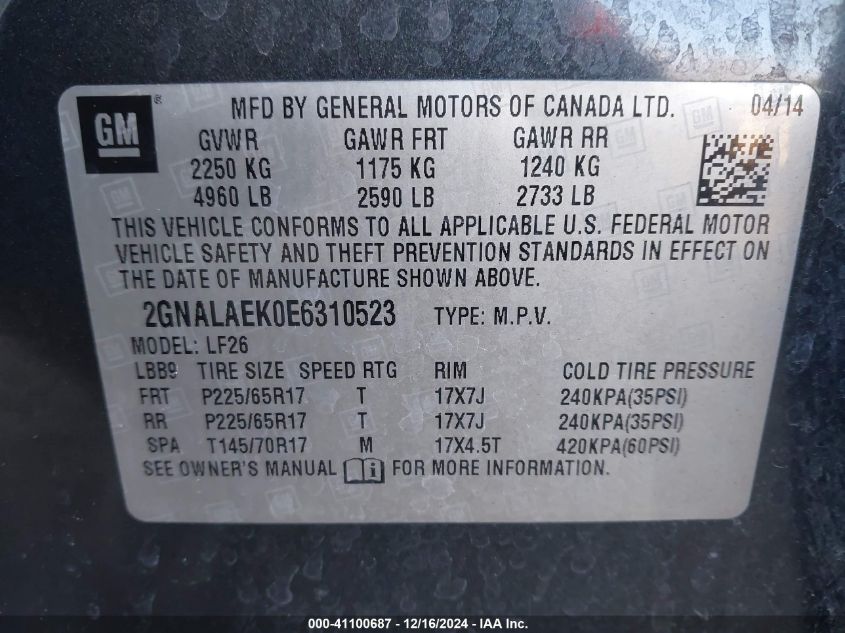 GM ® MFD BY GENERAL MOTORS OF CANADA LTD. 04/14
GVWR GAWR FRT GAWR RR
2250 KG 1175 KG 1240 KG
4960 LB 2590 LB 2733 LB
THIS VEHICLE CONFORMS TO ALL APPLICABLE U.S. FEDERAL MOTOR
VEHICLE SAFETY AND THEFT PREVENTION STANDARDS IN EFFECT ON
THE DATE OF MANUFACTURE SHOWN ABOVE.
2GNALAEK0E6310523 TYPE: M.P.V.
MODEL: LF26
LBB9 TIRE SIZE SPEED RTG RIM COLD TIRE PRESSURE
FRT P225/65R17 T 17X7J 240KPA(35PSI)
RR P225/65R17 T 17X7J 240KPA(35PSI)
SPA T145/70R17 M 17X4.5T 420KPA(60PSI)
SEE OWNER'S MANUAL FOR MORE INFORMATION.
000-41100687 - 12/16/2024 - IAA Inc.